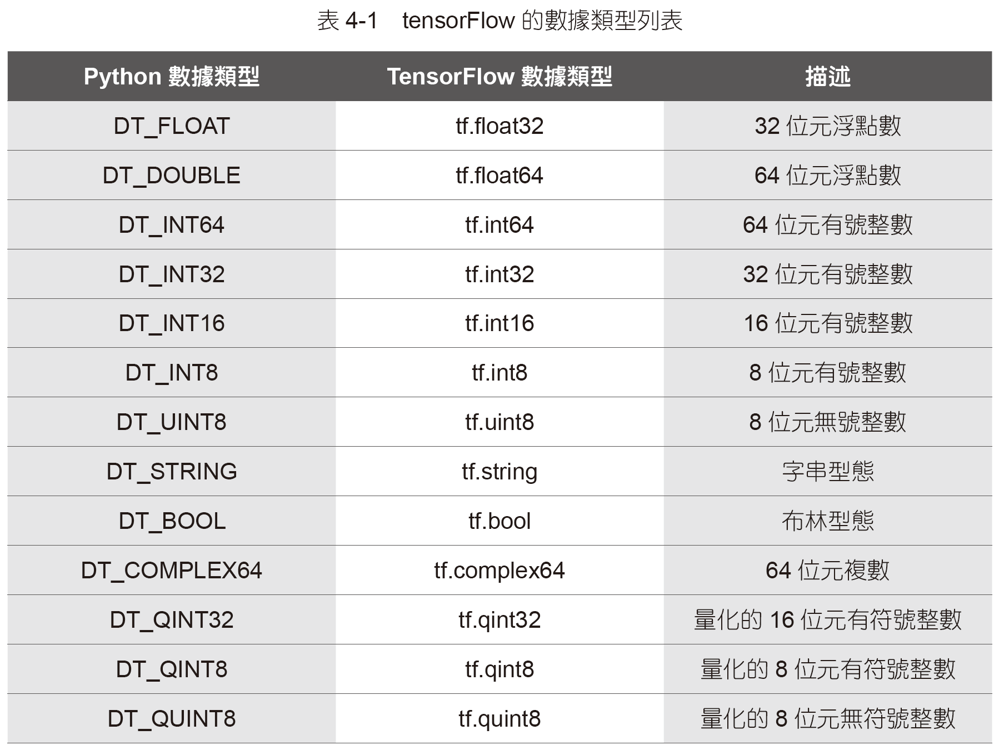 表 4-1 tensorFlow 的數據類型列表
Python 數據類型 TensorFlow 數據類型 描述
DT_FLOAT tf.float32 32 位元浮點數
DT_DOUBLE tf.float64 64 位元浮點數
DT_INT64 tf.int64 64 位元有號整數
DT_INT32 tf.int32 32 位元有號整數
DT_INT16 tf.int16 16 位元有號整數
DT_INT8 tf.int8 8 位元有號整數
DT_UINT8 tf.uint8 8 位元無號整數
DT_STRING tf.string 字串型態
DT_BOOL tf.bool 布林型態
DT_COMPLEX64 tf.complex64 64 位元複數
DT_QINT32 tf.qint32 量化的 16 位元有符號整數
DT_QINT8 tf.qint8 量化的 8 位元有符號整數
DT_QUINT8 tf.quint8 量化的 8 位元無符號整數